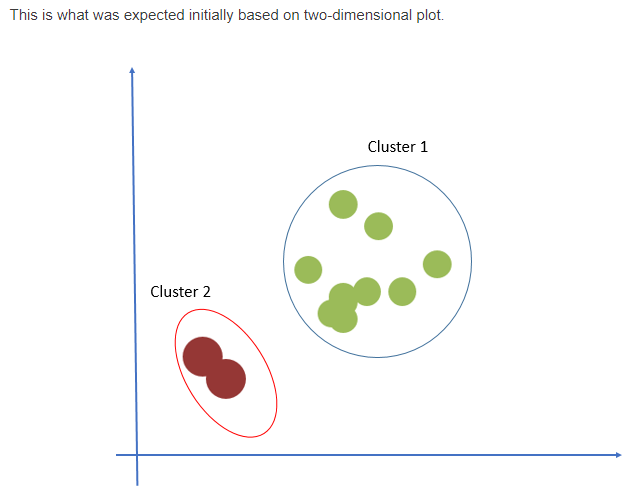 This is what was expected initially based on two-dimensional plot.
Cluster 1
Cluster 2